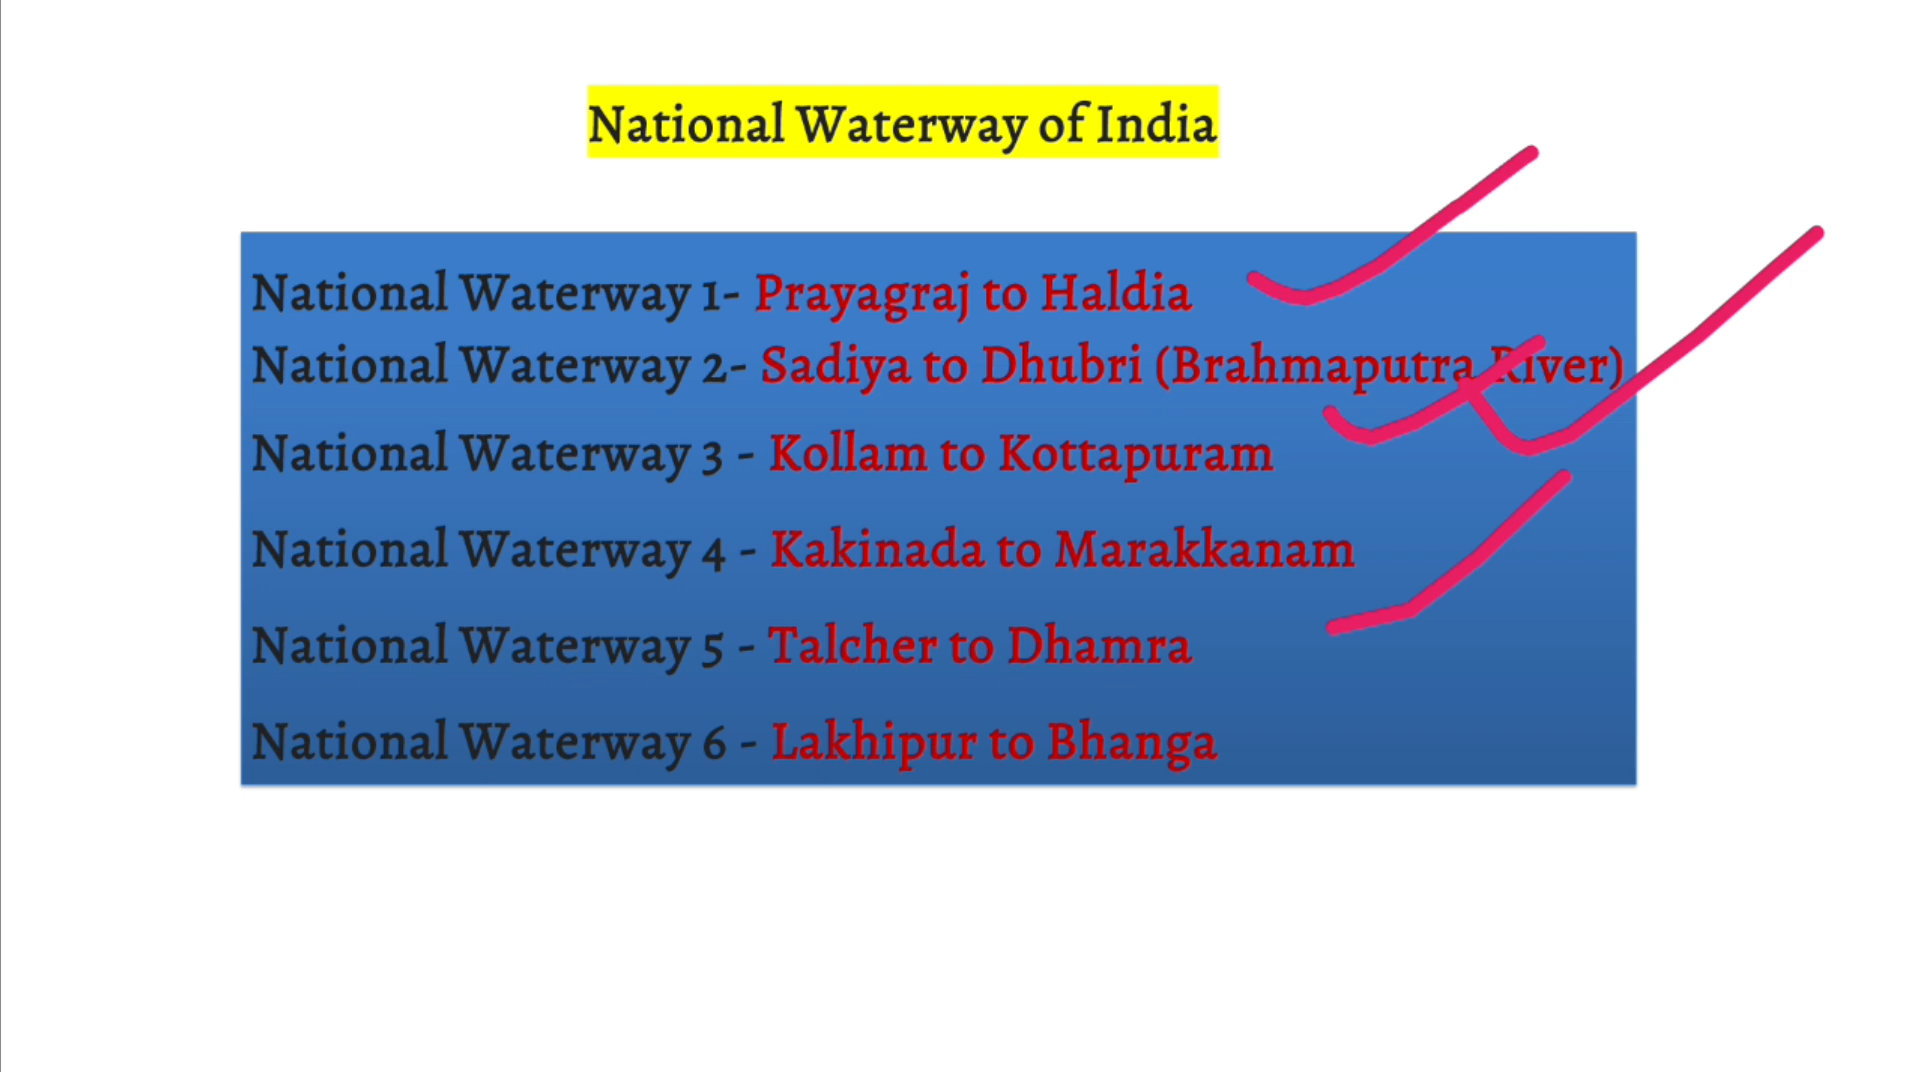 National Waterway of India
National Waterway 1- Prayagraj to Haldia
National Waterway 2- Sadiya to Dhubri (Brahmaputra River)
National Waterway 3 - Kollam to Kottapuram
National Waterway 4 - Kakinada to Marakkanam
National Waterway 5 - Talcher to Dhamra
National Waterway 6 - Lakhipur to Bhanga